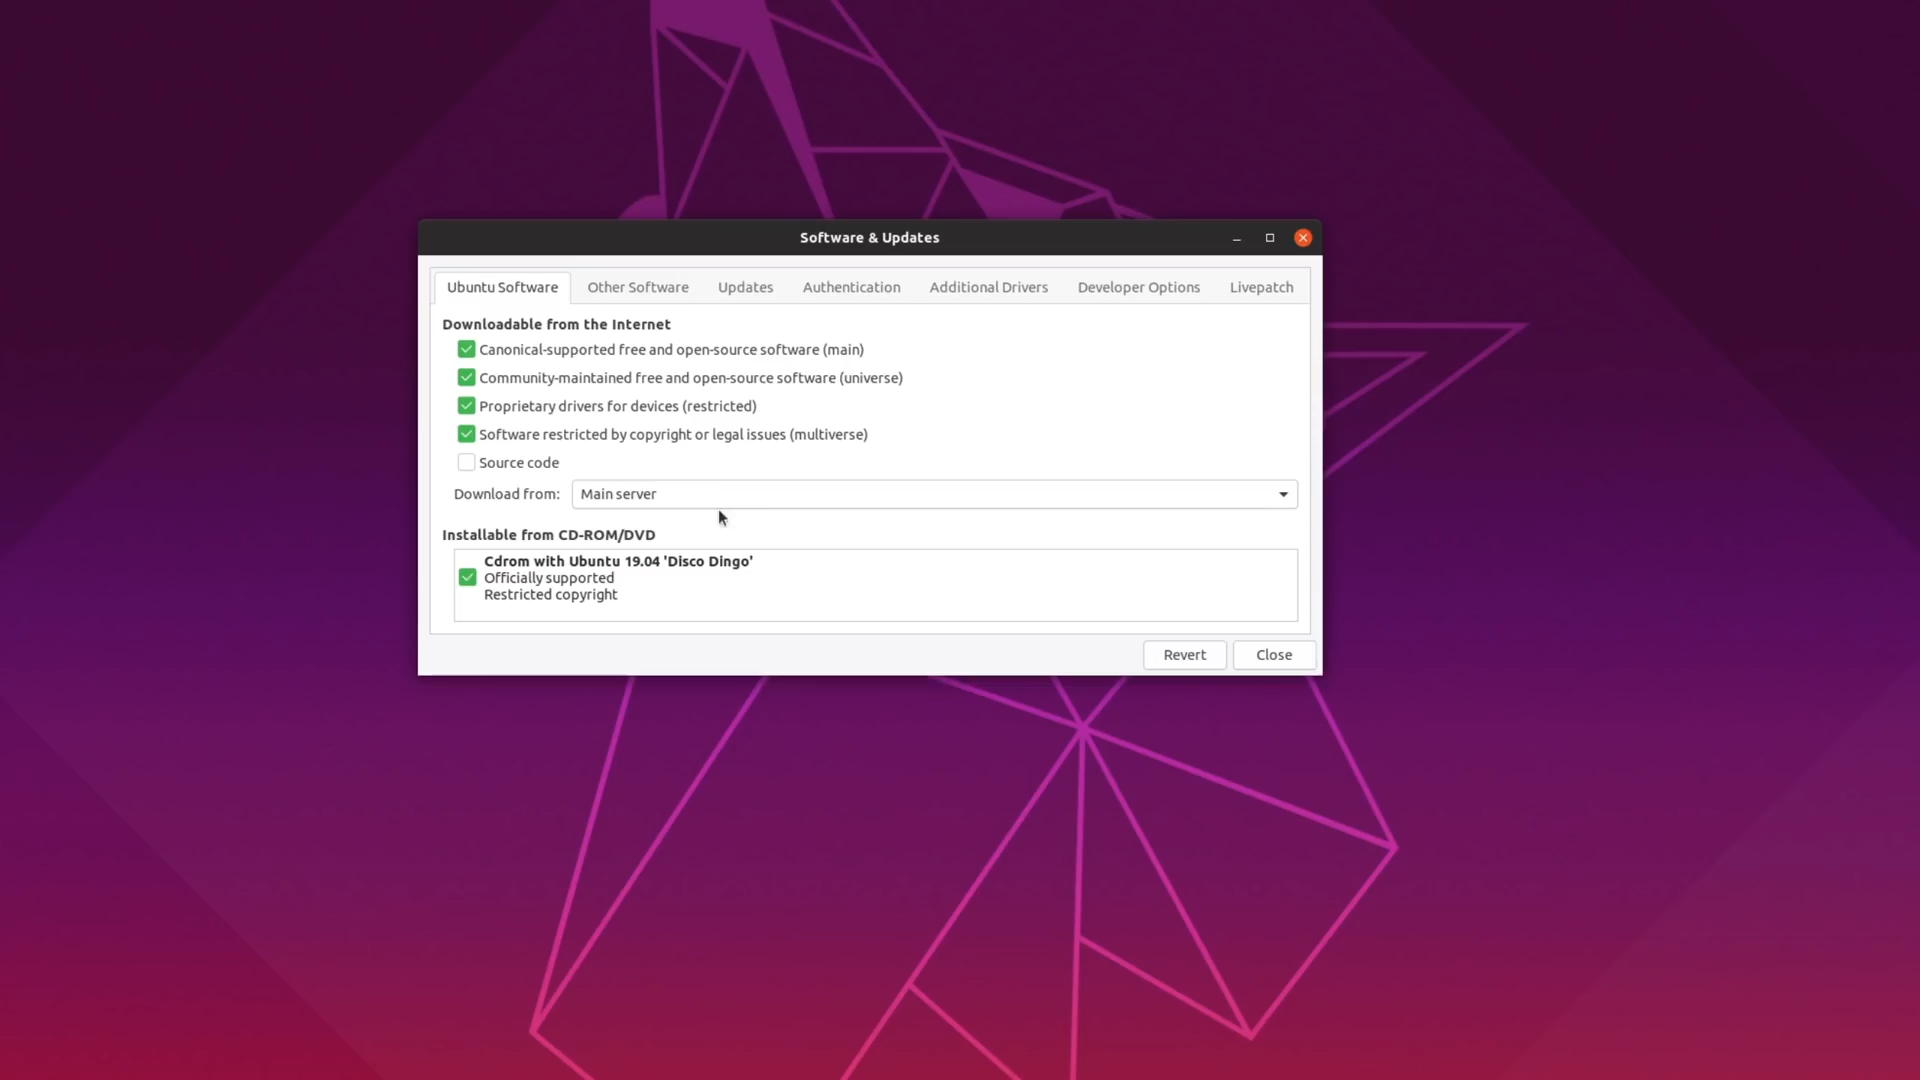 Software & Updates
Ubuntu Software
Other Software
Updates
Authentication
Additional Drivers
Developer Options
Livepatch
Downloadable from the Internet
Canonical-supported free and open-source software (main)
Community-maintained free and open-source software (universe)
Proprietary drivers for devices (restricted)
Software restricted by copyright or legal issues (multiverse)
Source code
Download from:
Main server
Installable from CD-ROM/DVD
Cdrom with Ubuntu 19.04 'Disco Dingo'
Officially supported
Restricted copyright
Revert
Close